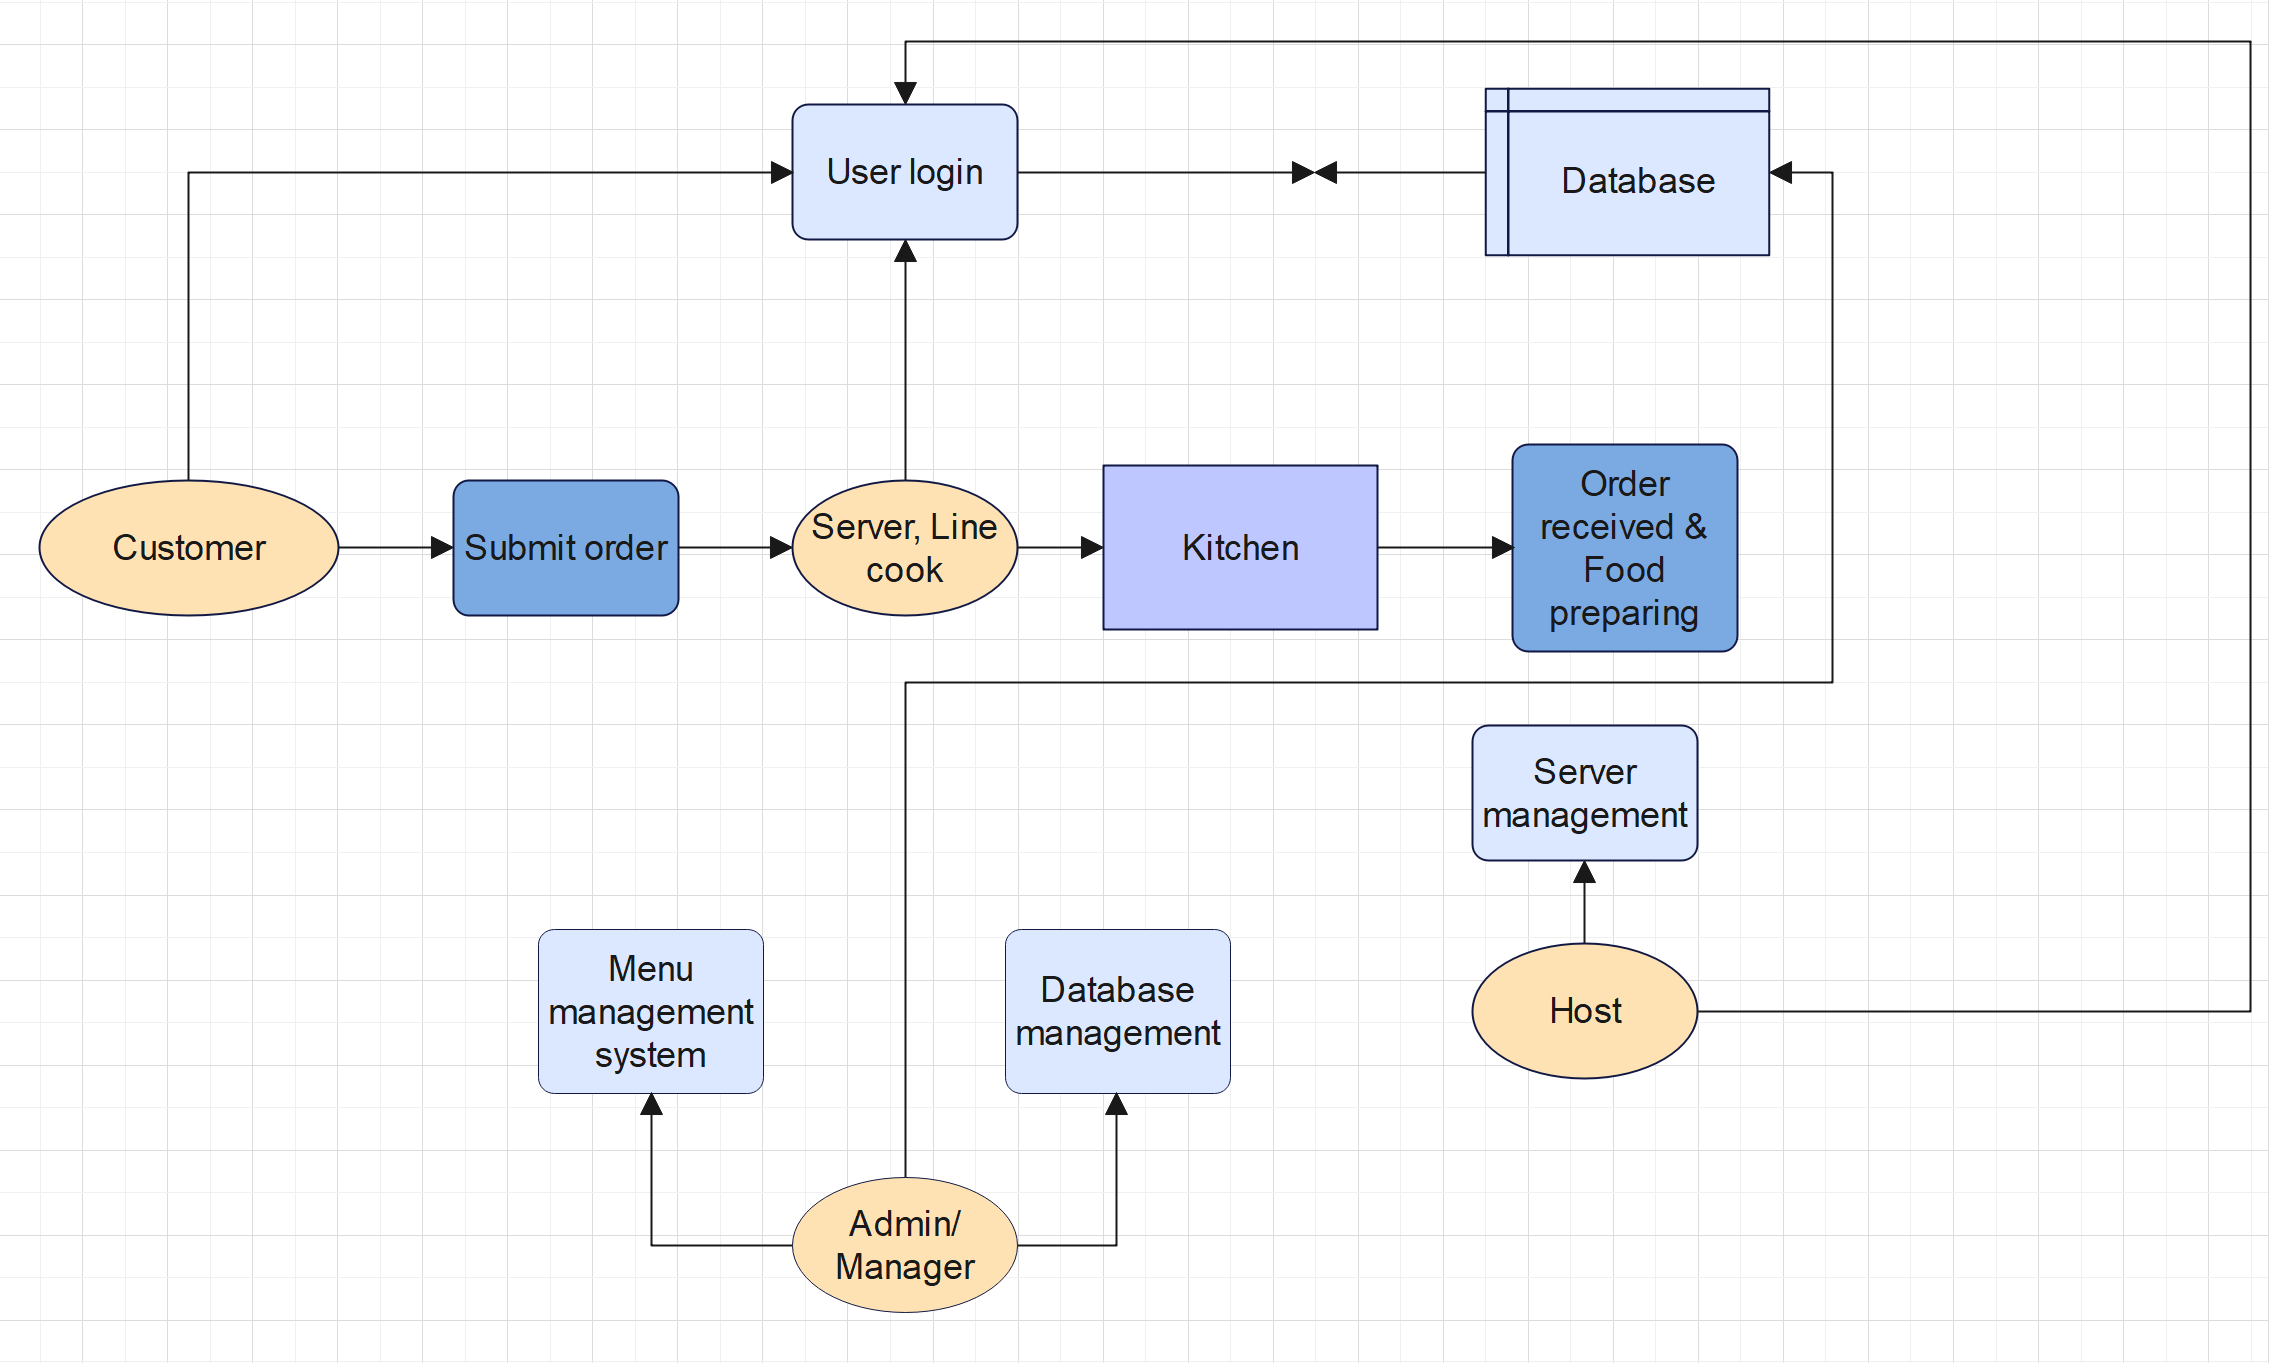 User login
Database
Customer
Submit order
Server, Line
cook
Kitchen
Order
received &
Food
preparing
Server
management
Menu
management
system
Database
management
Host
Admin/
Manager